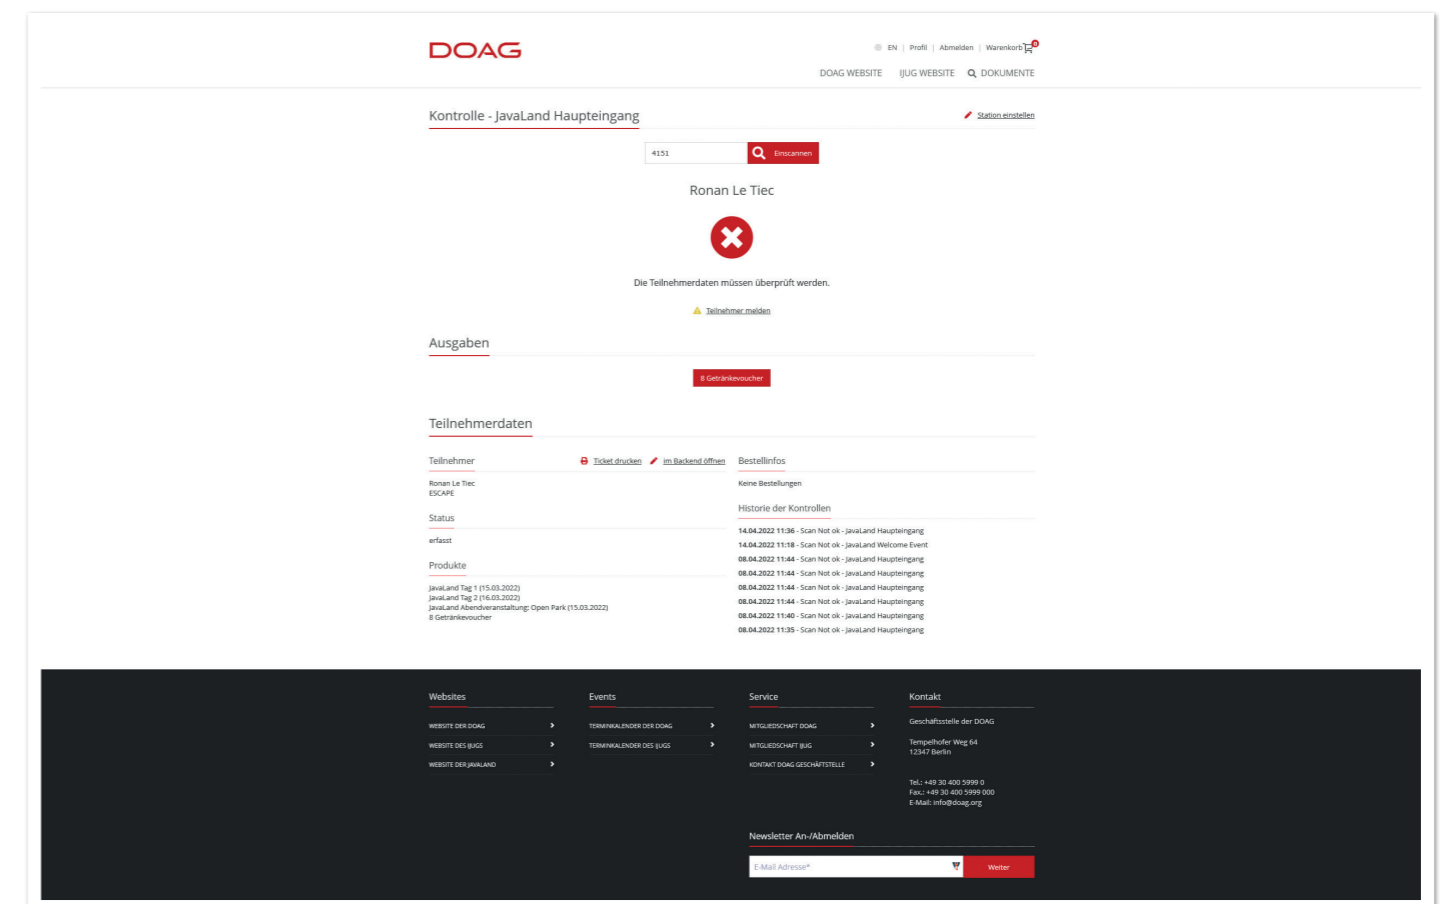 DOAG
EN | Profil | Abmelden | Warenkorb 0
DOAG WEBSITE IJUG WEBSITE DOKUMENTE
Kontrolle - JavaLand Haupteingang
Station einstellen
4151 Einscannen
Ronan Le Tiec
Die Teilnehmerdaten müssen überprüft werden.
Teilnehmer melden
Ausgaben
8 Getränkevoucher
Teilnehmerdaten
Teilnehmer Ticket drucken im Backend öffnen
Ronan Le Tiec
ESCAPE
Status
erfasst
Produkte
JavaLand Tag 1 (15.03.2022)
JavaLand Tag 2 (16.03.2022)
JavaLand Abendveranstaltung: Open Park (15.03.2022)
8 Getränkevoucher
Bestellinfos
Keine Bestellungen
Historie der Kontrollen
14.04.2022 11:36 - Scan Not ok - JavaLand Haupteingang
14.04.2022 11:18 - Scan Not ok - JavaLand Welcome Event
08.04.2022 11:44 - Scan Not ok - JavaLand Haupteingang
08.04.2022 11:44 - Scan Not ok - JavaLand Haupteingang
08.04.2022 11:44 - Scan Not ok - JavaLand Haupteingang
08.04.2022 11:44 - Scan Not ok - JavaLand Haupteingang
08.04.2022 11:40 - Scan Not ok - JavaLand Haupteingang
08.04.2022 11:35 - Scan Not ok - JavaLand Haupteingang
Websites
WEBSITE DER DOAG
WEBSITE DES IJUGS
WEBSITE DER JAVALAND
Events
TERMINKALENDER DER DOAG
TERMINKALENDER DES IJUGS
Service
MITGLIEDSCHAFT DOAG
MITGLIEDSCHAFT IJUG
KONTAKT DOAG GESCHÄFTSTELLE
Kontakt
Geschäftsstelle der DOAG
Tempelhofer Weg 64
12347 Berlin
Tel.: +49 30 400 5999 0
Fax.: +49 30 400 5999 000
E-Mail: info@doag.org
Newsletter An-/Abmelden
E-Mail Adresse* Weiter